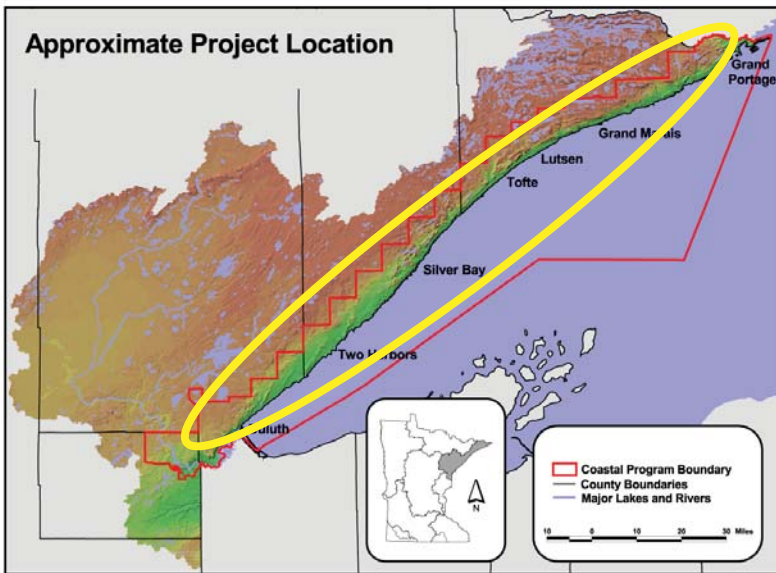 Approximate Project Location
Grand
Portage
Grand Marais
Lutsen
Tofte
Silver Bay
Two Harbors
Duluth
N
Coastal Program Boundary
County Boundaries
Major Lakes and Rivers
10 0 10 20 30 Miles